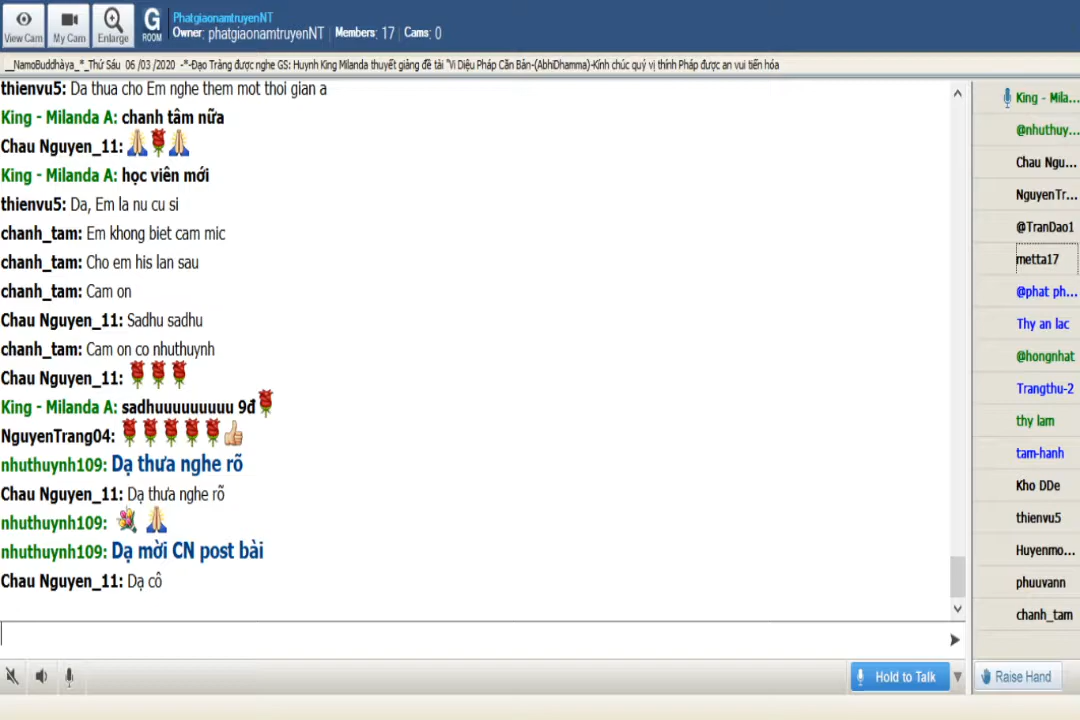 View Cam
My Cam
Enlarge
G
ROOM
PhatgiaonamtruyenNT
Owner: phatgiaonamtruyenNT
Members: 17
Cams: 0
__NamoBuddhàya_*_Thứ Sáu 06 /03 /2020 -*-Đạo Tràng được nghe GS: Huynh King Milanda thuyết giảng đề tài "Vi Diệu Pháp Căn Bản-(AbhiDhamma)-Kính chúc quý vị thính Pháp được an vui tiến hóa
thienvu5: Da thua cho Em nghe them mot thoi gian a
King - Milanda A: chanh tâm nữa
Chau Nguyen_11: 🙏🌹🙏
King - Milanda A: học viên mới
thienvu5: Da, Em la nu cu si
chanh_tam: Em khong biet cam mic
chanh_tam: Cho em his lan sau
chanh_tam: Cam on
Chau Nguyen_11: Sadhu sadhu
chanh_tam: Cam on co nhuthuynh
Chau Nguyen_11: 🌹🌹🌹
King - Milanda A: sadhuuuuuuuuu 9đ🌹
NguyenTrang04: 🌹🌹🌹🌹🌹👍
nhuthuynh109: Dạ thưa nghe rõ
Chau Nguyen_11: Dạ thưa nghe rõ
nhuthuynh109: 💐 🙏
nhuthuynh109: Dạ mời CN post bài
Chau Nguyen_11: Dạ cô
King - Mila...
@nhuthuy...
Chau Ngu...
NguyenTr...
@TranDao1
metta17
@phat ph...
Thy an lac
@hongnhat
Trangthu-2
thy lam
tam-hanh
Kho DDe
thienvu5
Huyenmo...
phuuvann
chanh_tam
Hold to Talk
Raise Hand